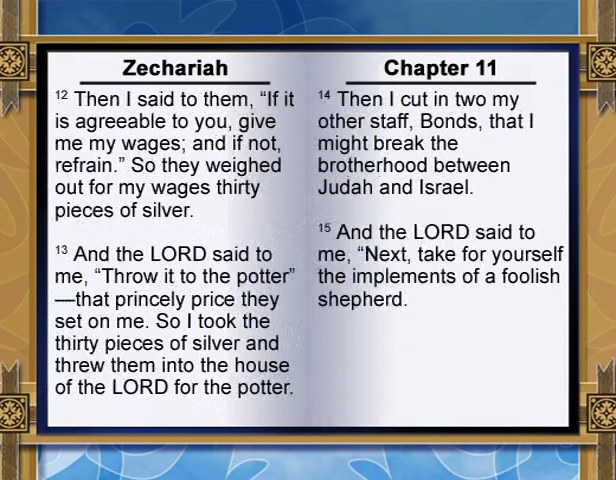 Zechariah
12 Then I said to them, “If it
is agreeable to you, give
me my wages; and if not,
refrain.” So they weighed
out for my wages thirty
pieces of silver.
13 And the LORD said to
me, “Throw it to the potter”
—that princely price they
set on me. So I took the
thirty pieces of silver and
threw them into the house
of the LORD for the potter.
Chapter 11
14 Then I cut in two my
other staff, Bonds, that I
might break the
brotherhood between
Judah and Israel.
15 And the LORD said to
me, “Next, take for yourself
the implements of a foolish
shepherd.